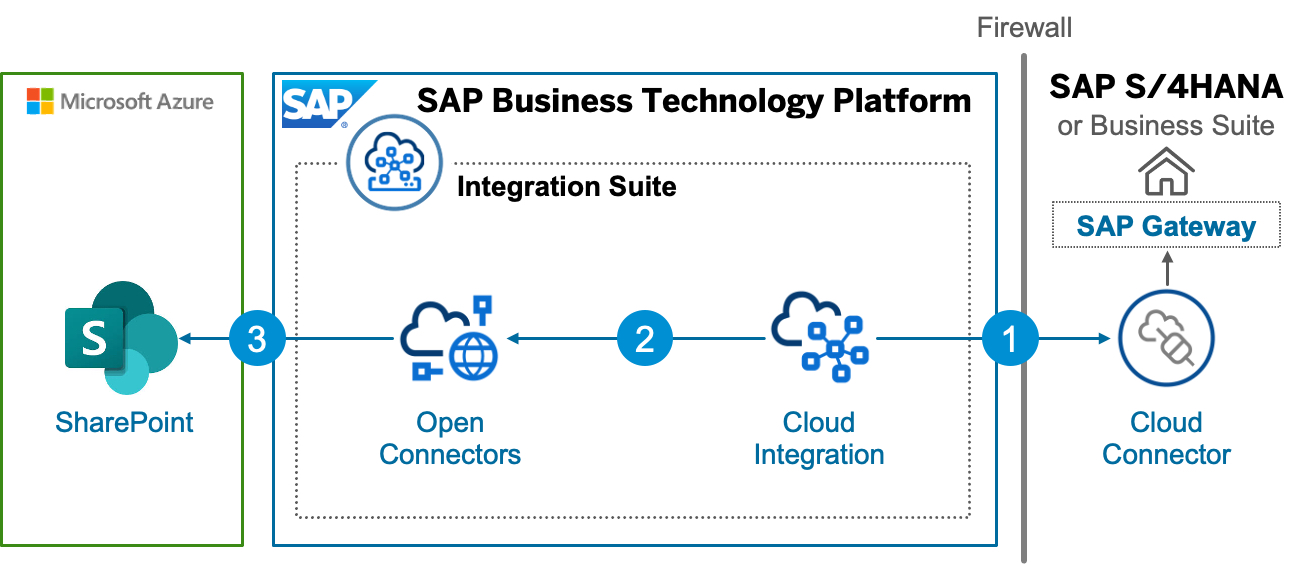 Firewall
Microsoft Azure
SAP
®
SAP Business Technology Platform
SAP S/4HANA
or Business Suite
Integration Suite
SAP Gateway
S
3
2
1
SharePoint
Open
Connectors
Cloud
Integration
Cloud
Connector